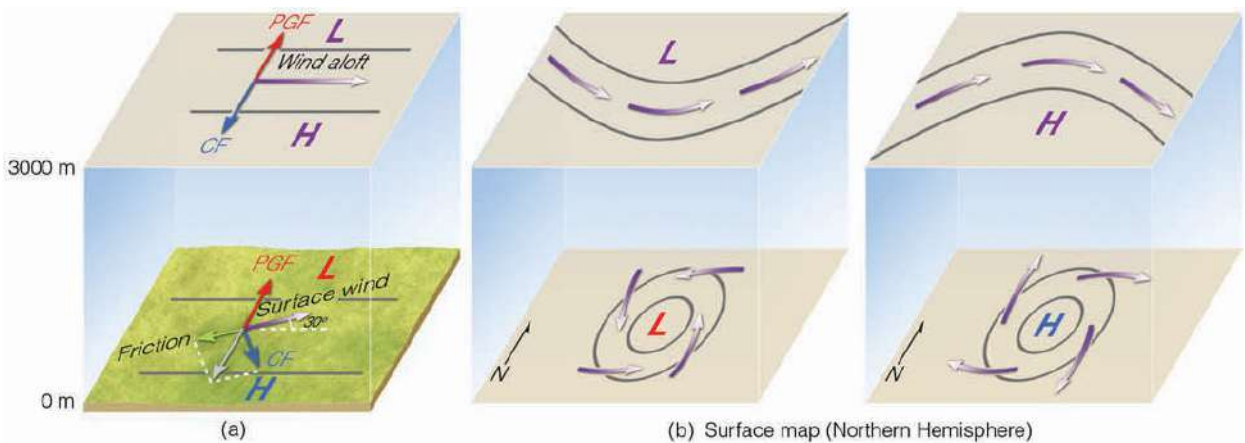 PGF
L
Wind aloft
CF
H
3000 m
PGF
L
Surface wind
30°
Friction
CF
H
0 m
(a)
L
H
L
N
H
N
(b) Surface map (Northern Hemisphere)